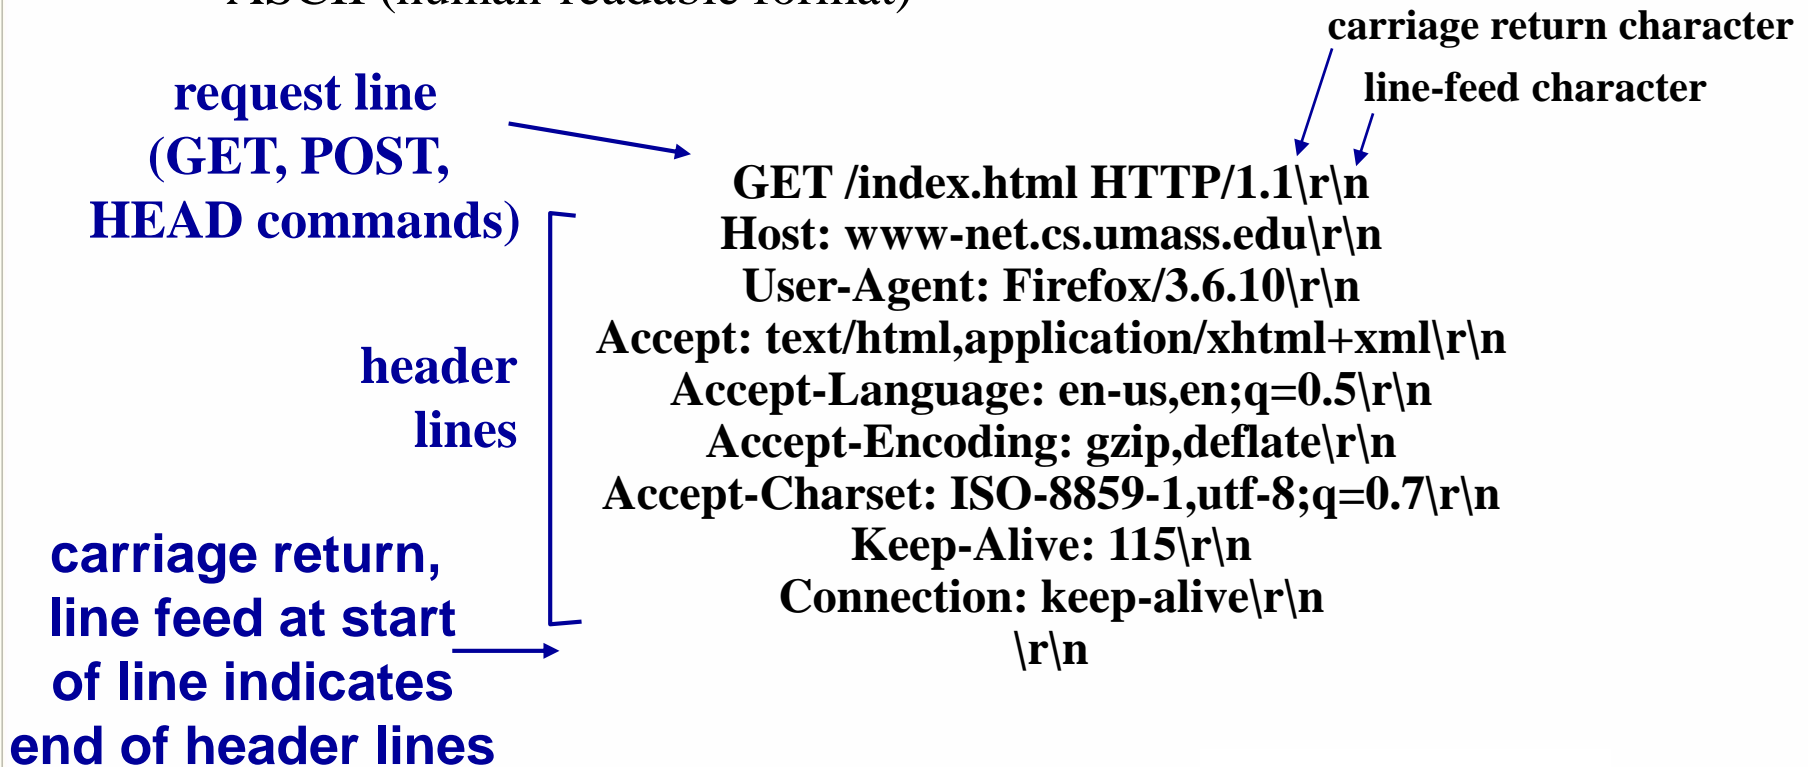 ASCII (human-readable format)
carriage return character
line-feed character
request line
(GET, POST,
HEAD commands)
header
lines
carriage return,
line feed at start
of line indicates
end of header lines
GET /index.html HTTP/1.1\r\n
Host: www-net.cs.umass.edu\r\n
User-Agent: Firefox/3.6.10\r\n
Accept: text/html,application/xhtml+xml\r\n
Accept-Language: en-us,en;q=0.5\r\n
Accept-Encoding: gzip,deflate\r\n
Accept-Charset: ISO-8859-1,utf-8;q=0.7\r\n
Keep-Alive: 115\r\n
Connection: keep-alive\r\n
\r\n